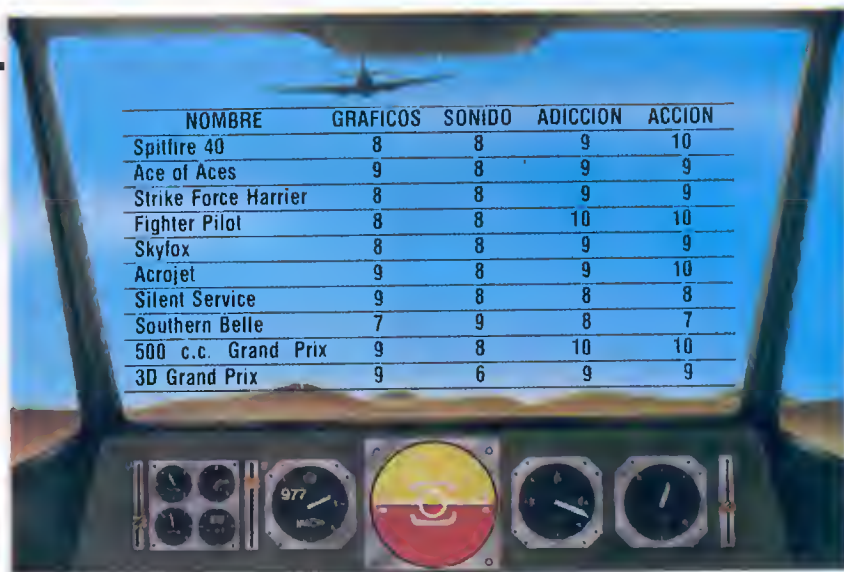 NOMBRE GRAFICOS SONIDO ADICCION ACCION
Spitfire 40 8 8 9 10
Ace of Aces 9 8 9 9
Strike Force Harrier 8 8 9 9
Fighter Pilot 8 8 10 10
Skyfox 8 8 9 9
Acrojet 9 8 9 10
Silent Service 9 8 8 8
Southern Belle 7 9 8 7
500 c.c. Grand Prix 9 8 10 10
3D Grand Prix 9 6 9 9
977